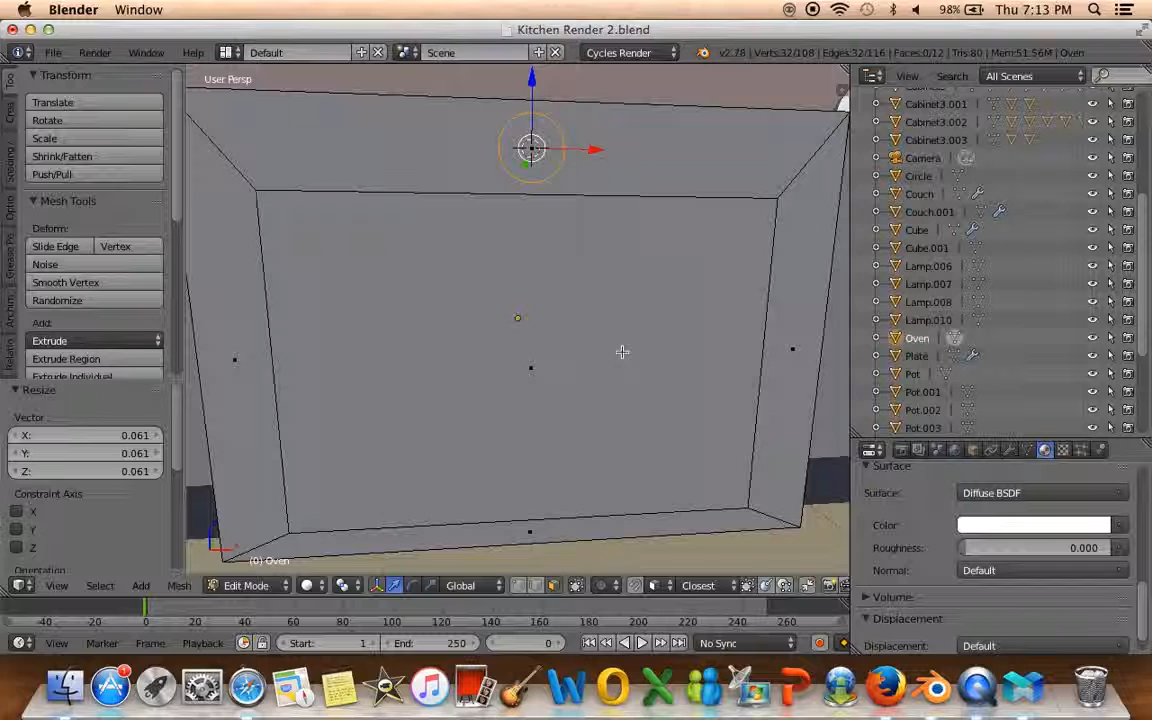 Blender Window 98% Thu 7:13 PM
Kitchen Render 2.blend
File Render Window Help Default Scene Cycles Render v2.78 | Verts:32/108 | Edges:32/116 | Faces:0/12 | Tris:80 | Mem:51.56M | Oven
Transform
Translate
Rotate
Scale
Shrink/Fatten
Push/Pull
Mesh Tools
Deform:
Slide Edge Vertex
Noise
Smooth Vertex
Randomize
Add:
Extrude
Extrude Region
Extrude Individual
Resize
Vector
X: 0.061
Y: 0.061
Z: 0.061
Constraint Axis
X
Y
Z
Orientation
User Persp
(0) Oven
View Search All Scenes
Cabinet3.001
Cabinet3.002
Cabinet3.003
Camera
Circle
Couch
Couch.001
Cube
Cube.001
Lamp.006
Lamp.007
Lamp.008
Lamp.010
Oven
Plate
Pot
Pot.001
Pot.002
Pot.003
Surface
Surface: Diffuse BSDF
Color:
Roughness: 0.000
Normal: Default
Volume:
Displacement
Displacement: Default
View Select Add Mesh Edit Mode Global Closest
-40 -20 0 20 40 60 80 100 120 140 160 180 200 220 240 260
View Marker Frame Playback Start: 1 End: 250 0 No Sync